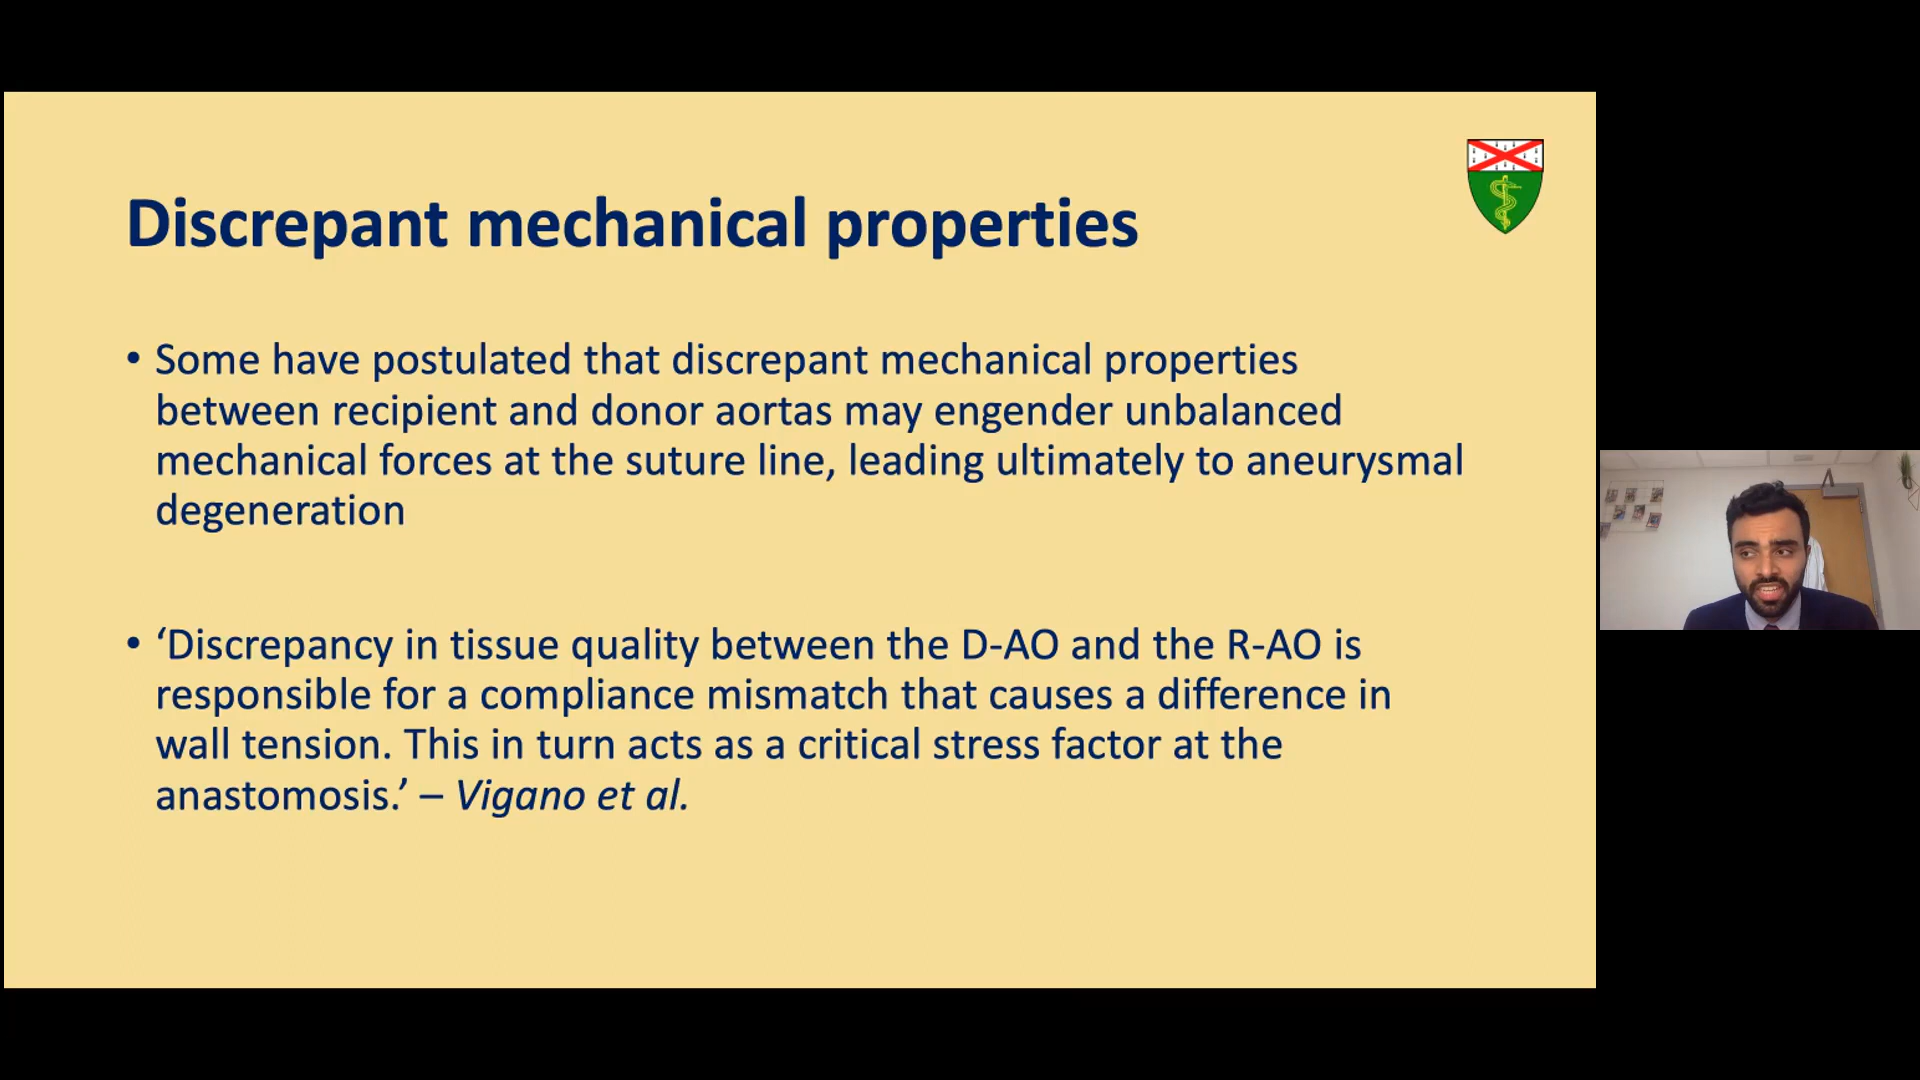 Discrepant mechanical properties
• Some have postulated that discrepant mechanical properties
between recipient and donor aortas may engender unbalanced
mechanical forces at the suture line, leading ultimately to aneurysmal
degeneration
• ‘Discrepancy in tissue quality between the D-AO and the R-AO is
responsible for a compliance mismatch that causes a difference in
wall tension. This in turn acts as a critical stress factor at the
anastomosis.’ – Vigano et al.